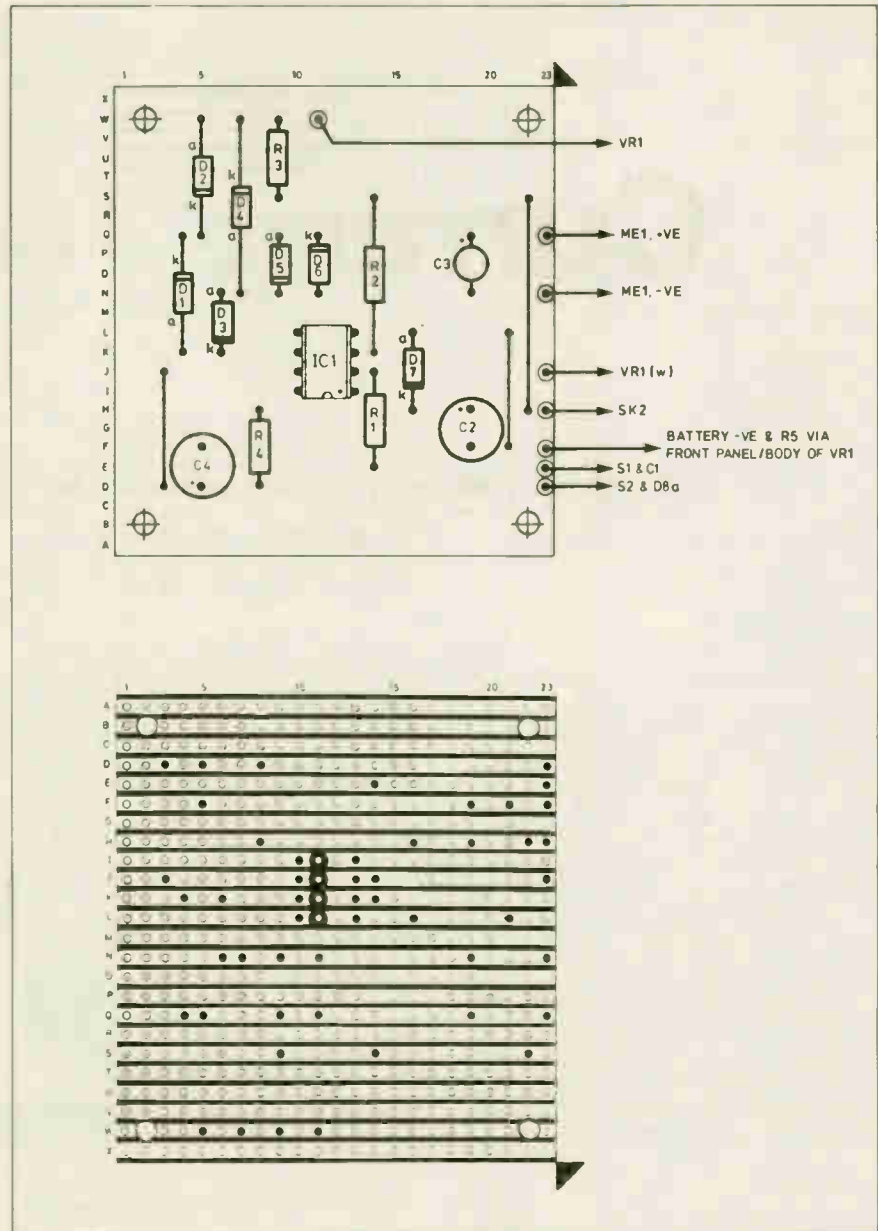 1 5 10 15 20 23
X
W
V
U
T
S
R
Q
P
O
N
M
L
K
J
I
H
G
F
E
D
C
B
A
a
D2
k
k
D4
a
R3
k
D1
a
a
D3
k
a
D5
k
D6
R2
C3
+
IC1
a
D7
k
R1
R4
C4
+
C2
+
VR1
ME1, +VE
ME1, -VE
VR1 (w)
SK2
BATTERY -VE & R5 VIA
FRONT PANEL/BODY OF VR1
S1 & C1
S2 & D8a
1 5 10 15 20 23
A
B
C
D
E
F
G
H
I
J
K
L
M
N
O
P
Q
R
S
T
U
V
W
X